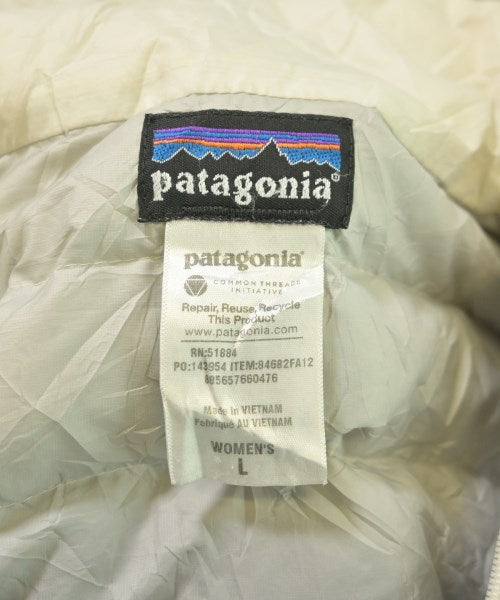 patagonia®
patagonia®
COMMON THREADS
INITIATIVE
Repair, Reuse, Recycle
This Product
www.patagonia.com
RN:51884
PO:143954 ITEM:84682FA12
885657660476
Made in VIETNAM
Fabriqué AU VIETNAM
WOMEN'S
L